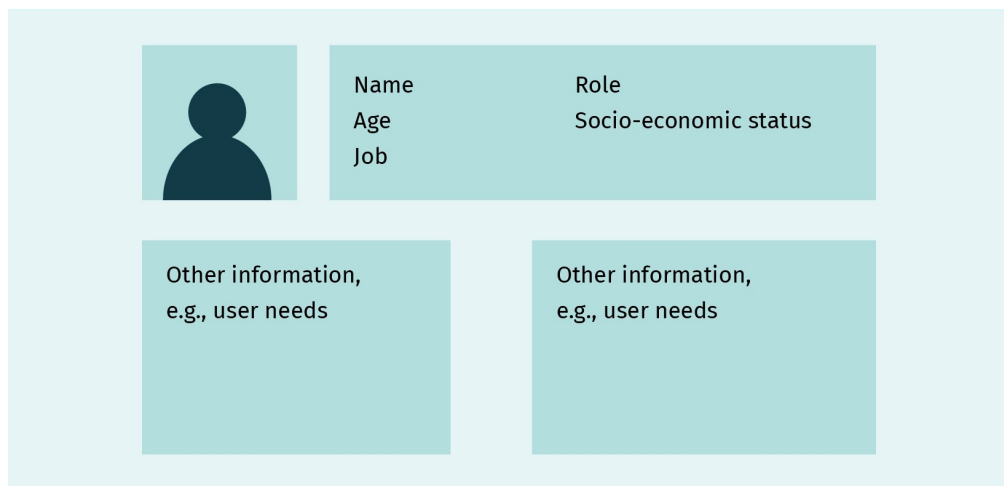 Name
Age
Job
Role
Socio-economic status
Other information,
e.g., user needs
Other information,
e.g., user needs